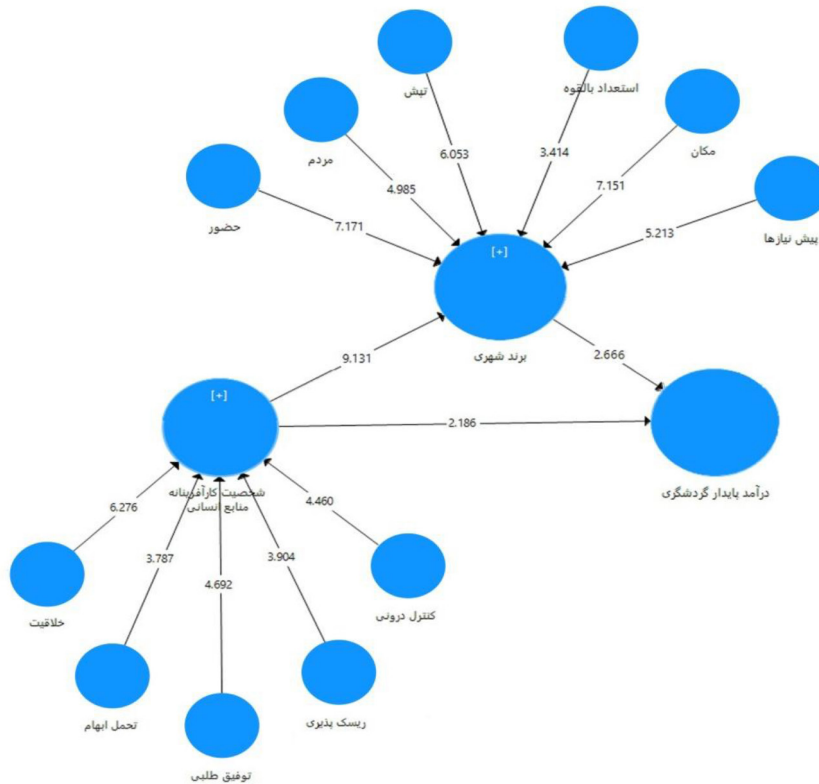 تپش
استعداد بالقوه
مردم
مکان
حضور
پیش نیازها
6.053
3.414
4.985
7.151
7.171
5.213
[+]
برند شهری
9.131
2.666
[+]
2.186
شخصیت کارآفرینانه
منابع انسانی
درآمد پایدار گردشگری
6.276
4.460
3.787
3.904
4.692
خلاقیت
کنترل درونی
تحمل ابهام
ریسک پذیری
توفیق طلبی